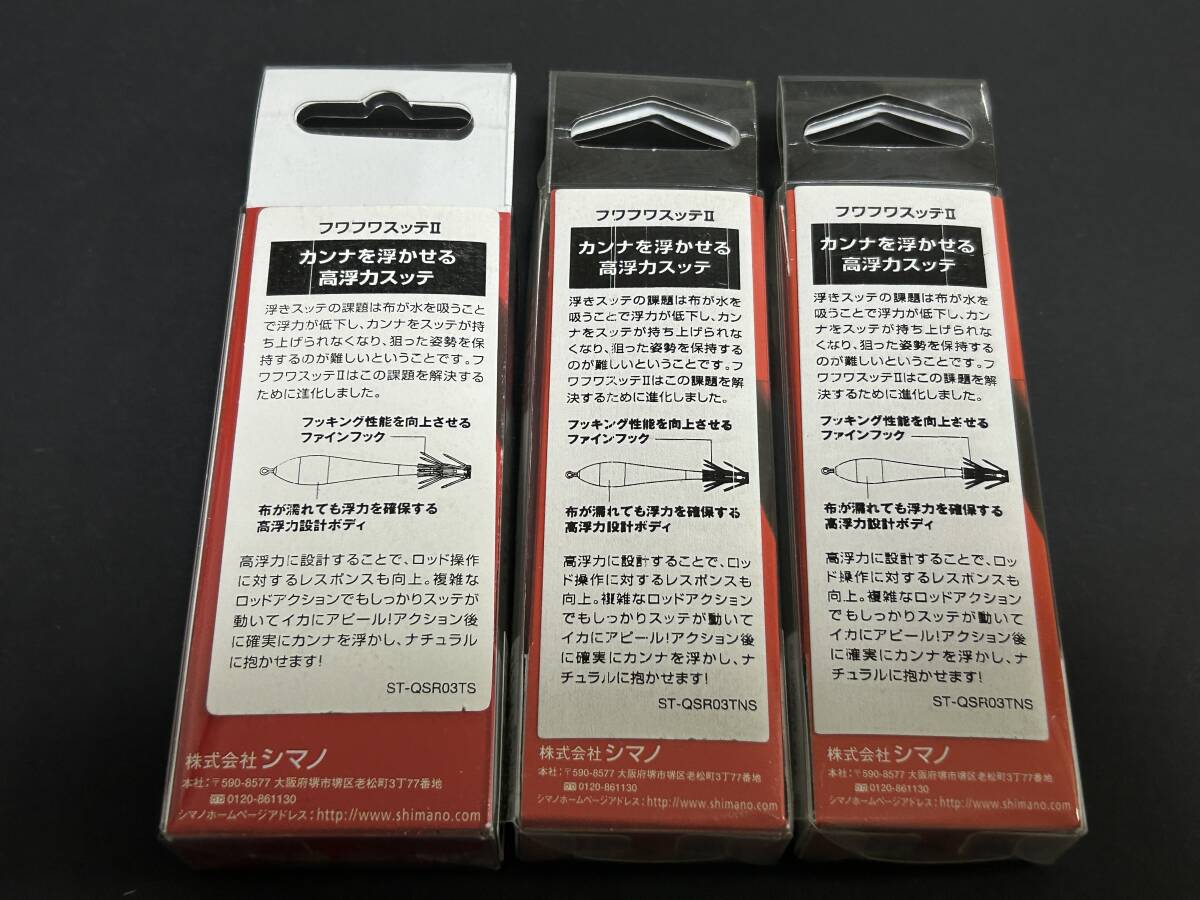 フワフワスッテⅡ
カンナを浮かせる
高浮力スッテ
浮きスッテの課題は布が水を吸うこと
で浮力が低下し、カンナをスッテが持
ち上げられなくなり、狙った姿勢を保
持するのが難しいということです。フ
ワフワスッテⅡはこの課題を解決する
ために進化しました。
フッキング性能を向上させる
ファインフック
布が濡れても浮力を確保する
高浮力設計ボディ
高浮力に設計することで、ロッド操作
に対するレスポンスも向上。複雑な
ロッドアクションでもしっかりスッテが
動いてイカにアピール!アクション後
に確実にカンナを浮かし、ナチュラル
に抱かせます!
ST-QSR03TS
株式会社シマノ
本社:〒590-8577 大阪府堺市堺区老松町3丁77番地
0120-861130
シマノホームページアドレス:http://www.shimano.com
フワフワスッテⅡ
カンナを浮かせる
高浮力スッテ
浮きスッテの課題は布が水を
吸うことで浮力が低下し、カン
ナをスッテが持ち上げられな
くなり、狙った姿勢を保持する
のが難しいということです。フ
ワフワスッテⅡはこの課題を解
決するために進化しました。
フッキング性能を向上させる
ファインフック
布が濡れても浮力を確保する
高浮力設計ボディ
高浮力に設計することで、ロッ
ド操作に対するレスポンスも
向上。複雑なロッドアクション
でもしっかりスッテが動いて
イカにアピール!アクション後
に確実にカンナを浮かし、ナ
チュラルに抱かせます!
ST-QSR03TNS
株式会社シマノ
本社:〒590-8577 大阪府堺市堺区老松町3丁77番地
0120-861130
シマノホームページアドレス:http://www.shimano.com
フワフワスッテⅡ
カンナを浮かせる
高浮力スッテ
浮きスッテの課題は布が水を
吸うことで浮力が低下し、カン
ナをスッテが持ち上げられな
くなり、狙った姿勢を保持する
のが難しいということです。フ
ワフワスッテⅡはこの課題を解
決するために進化しました。
フッキング性能を向上させる
ファインフック
布が濡れても浮力を確保する
高浮力設計ボディ
高浮力に設計することで、ロッ
ド操作に対するレスポンスも
向上。複雑なロッドアクション
でもしっかりスッテが動いて
イカにアピール!アクション後
に確実にカンナを浮かし、ナ
チュラルに抱かせます!
ST-QSR03TNS
株式会社シマノ
本社:〒590-8577 大阪府堺市堺区老松町3丁77番地
0120-861130
シマノホームページアドレス:http://www.shimano.com